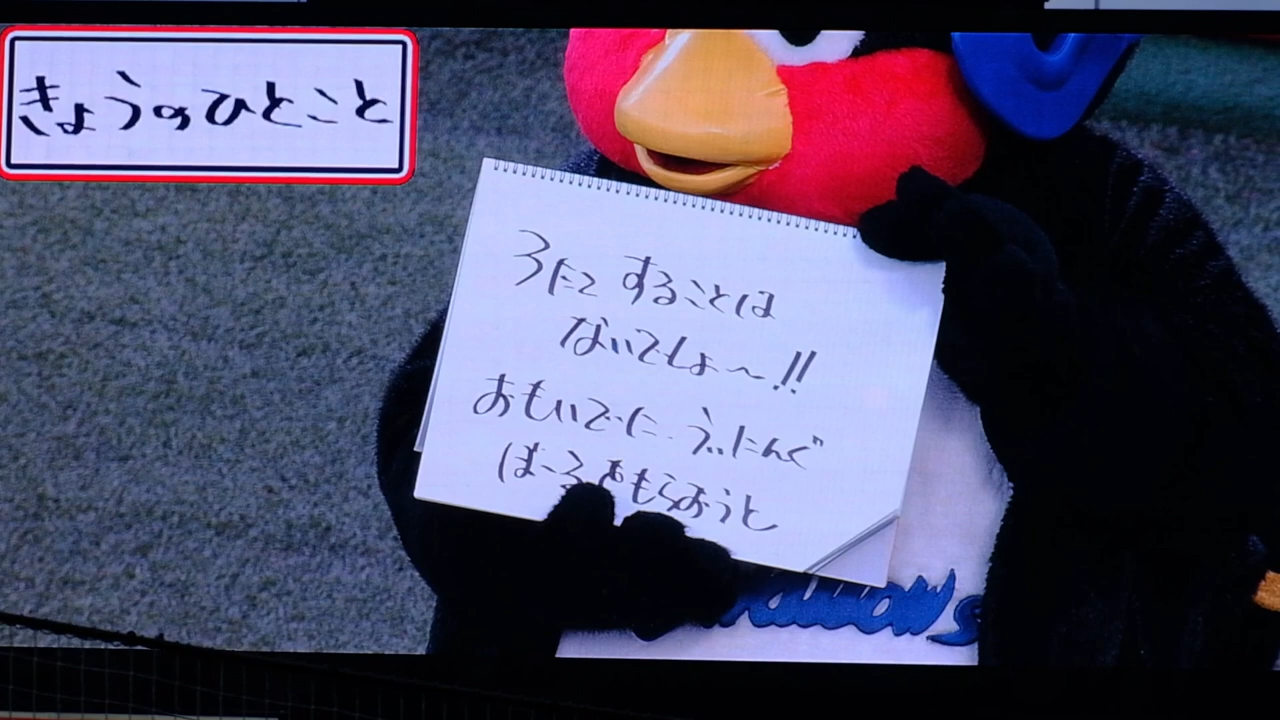 きょうのひとこと
うたこ することは
ないでしょ〜!!
おもいでに うぃにんぐ
ぼーるをもらおうと
Swallows